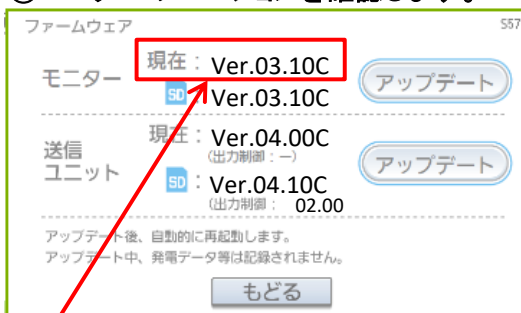 ファームウェア
S57
モニター
現在：Ver.03.10C
SD：Ver.03.10C
アップデート
送信
ユニット
現在：Ver.04.00C
（出力制御：－）
SD：Ver.04.10C
（出力制御： 02.00
アップデート
アップデート後、自動的に再起動します。
アップデート中、発電データ等は記録されません。
もどる